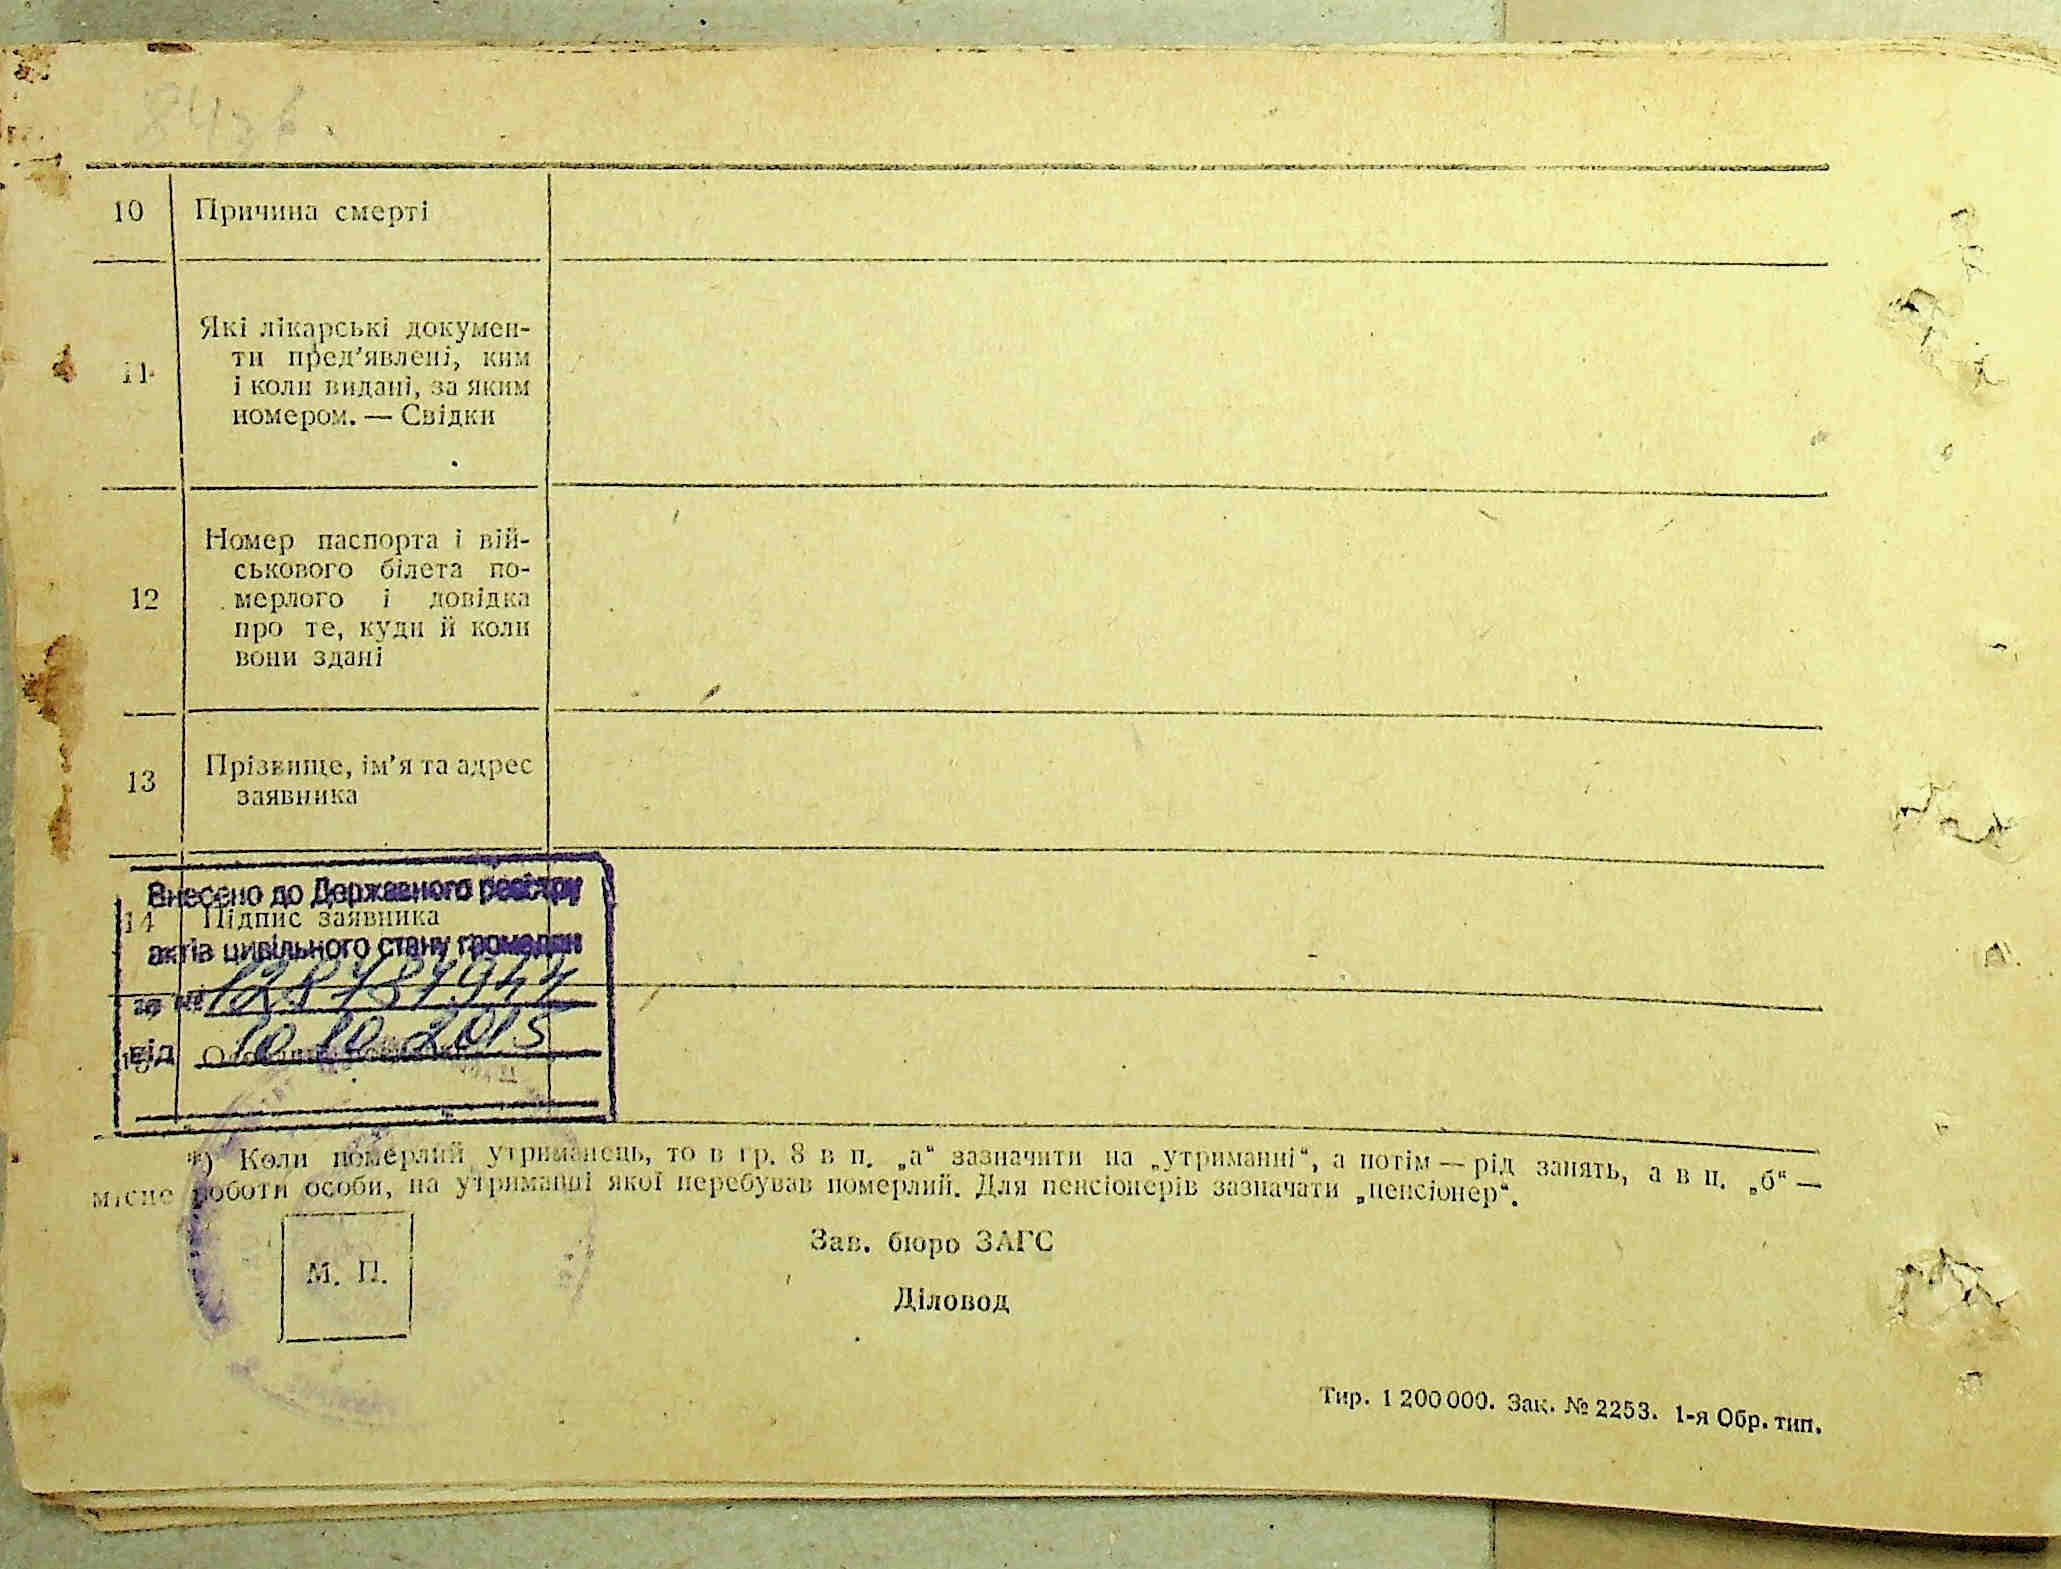 10 Причина смерті
11 Які лікарські докумен-
ти пред’явлені, ким
і коли видані, за яким
номером. — Свідки
12 Номер паспорта і вій-
ськового білета по-
мерлого і довідка
про те, куди й коли
вони здані
13 Прізвище, ім’я та адрес
заявника
Внесено до Державного реєстру
14 Підпис заявника
актів цивільного стану громадян
за №
від 10 10 2015
15
*) Коли померлий утриманець, то в гр. 8 в п. „а“ зазначити на „утриманні“, а потім — рід занять, а в п. „б“ —
місце роботи особи, на утриманні якої перебував померлий. Для пенсіонерів зазначати „пенсіонер“.
М. П.
Зав. бюро ЗАГС
Діловод
Тир. 1 200 000. Зак. № 2253. 1-я Обр. тип.